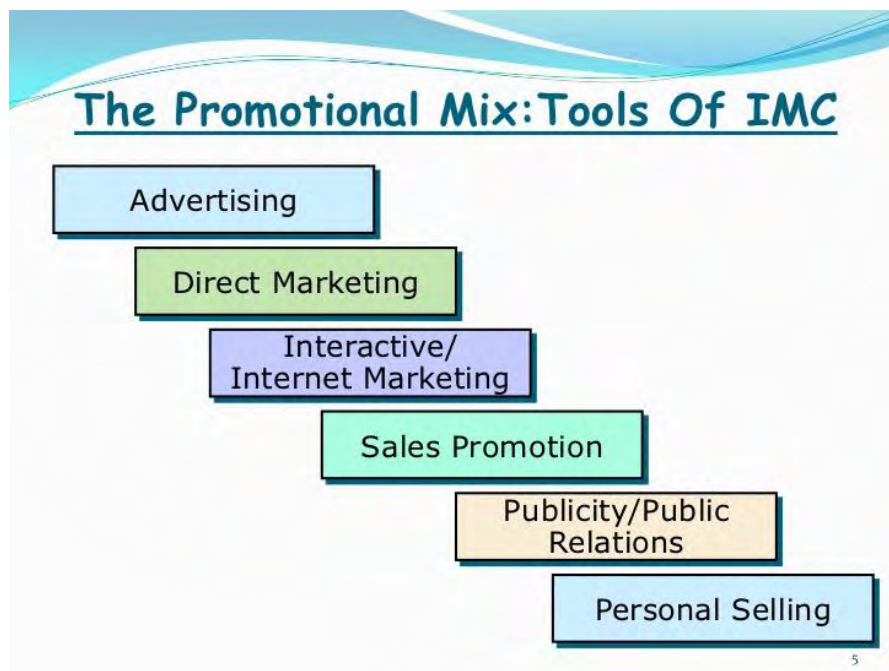 The Promotional Mix:Tools Of IMC
Advertising
Direct Marketing
Interactive/
Internet Marketing
Sales Promotion
Publicity/Public
Relations
Personal Selling
5